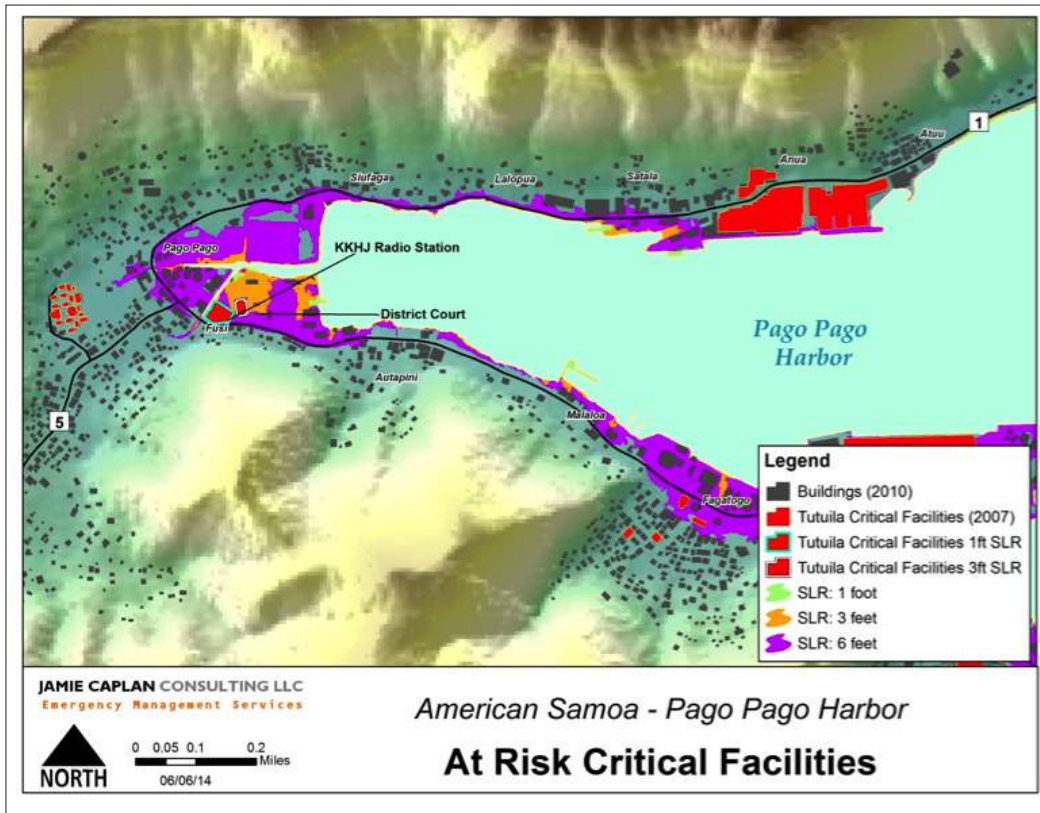 1
Atuu
Anua
Satala
Lalopua
Siufaga
Pago Pago
KKHJ Radio Station
District Court
Fusi
Pago Pago
Harbor
Autapini
5
Malaloa
Fagatogo
Legend
Buildings (2010)
Tutuila Critical Facilities (2007)
Tutuila Critical Facilities 1ft SLR
Tutuila Critical Facilities 3ft SLR
SLR: 1 foot
SLR: 3 feet
SLR: 6 feet
JAMIE CAPLAN CONSULTING LLC
Emergency Management Services
NORTH
0 0.05 0.1 0.2
Miles
06/06/14
American Samoa - Pago Pago Harbor
At Risk Critical Facilities